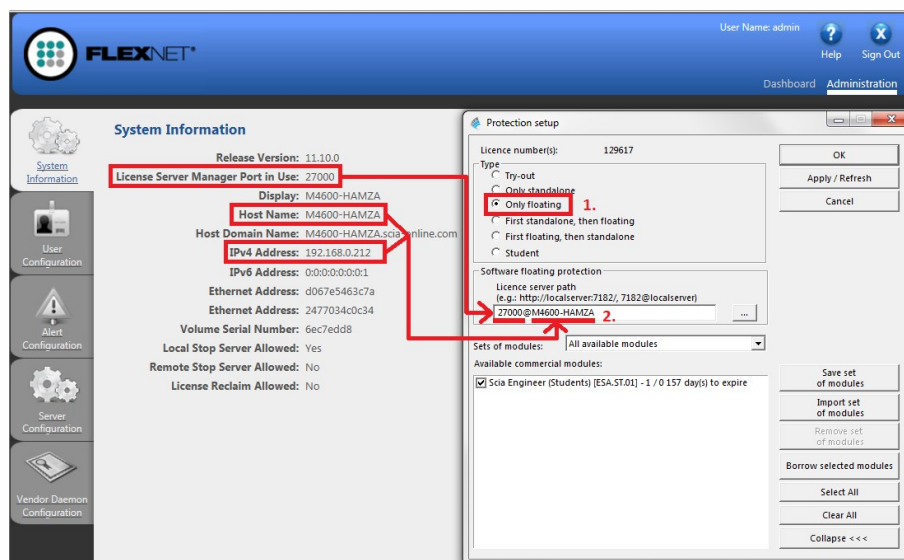 User Name: admin
FLEXNET
Help
Sign Out
Dashboard
Administration
System Information
User Configuration
Alert Configuration
Server Configuration
Vendor Daemon Configuration
System Information
Release Version: 11.10.0
License Server Manager Port in Use: 27000
Display: M4600-HAMZA
Host Name: M4600-HAMZA
Host Domain Name: M4600-HAMZA.scia-online.com
IPv4 Address: 192.168.0.212
IPv6 Address: 0:0:0:0:0:0:0:1
Ethernet Address: d067e5463c7a
Ethernet Address: 2477034c0c34
Volume Serial Number: 6ec7edd8
Local Stop Server Allowed: Yes
Remote Stop Server Allowed: No
License Reclaim Allowed: No
Protection setup
Licence number(s): 129617
Type
Try-out
Only standalone
Only floating 1.
First standalone, then floating
First floating, then standalone
Student
Software floating protection
Licence server path
(e.g.: http://localserver:7182/, 7182@localserver)
27000@M4600-HAMZA 2.
...
Sets of modules: All available modules
Available commercial modules:
Scia Engineer (Students) [ESA.ST.01] - 1 / 0 157 day(s) to expire
OK
Apply / Refresh
Cancel
Save set
of modules
Import set
of modules
Remove set
of modules
Borrow selected modules
Select All
Clear All
Collapse <<<